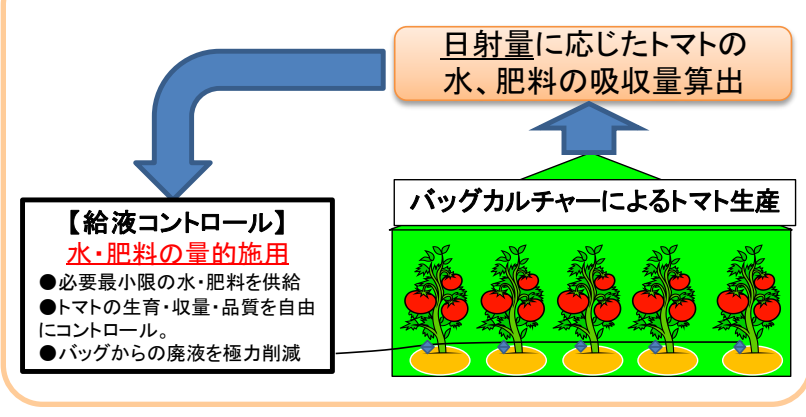 日射量に応じたトマトの
水、肥料の吸収量算出
バッグカルチャーによるトマト生産
【給液コントロール】
水・肥料の量的施用
●必要最小限の水・肥料を供給
●トマトの生育・収量・品質を自由
にコントロール。
●バッグからの廃液を極力削減